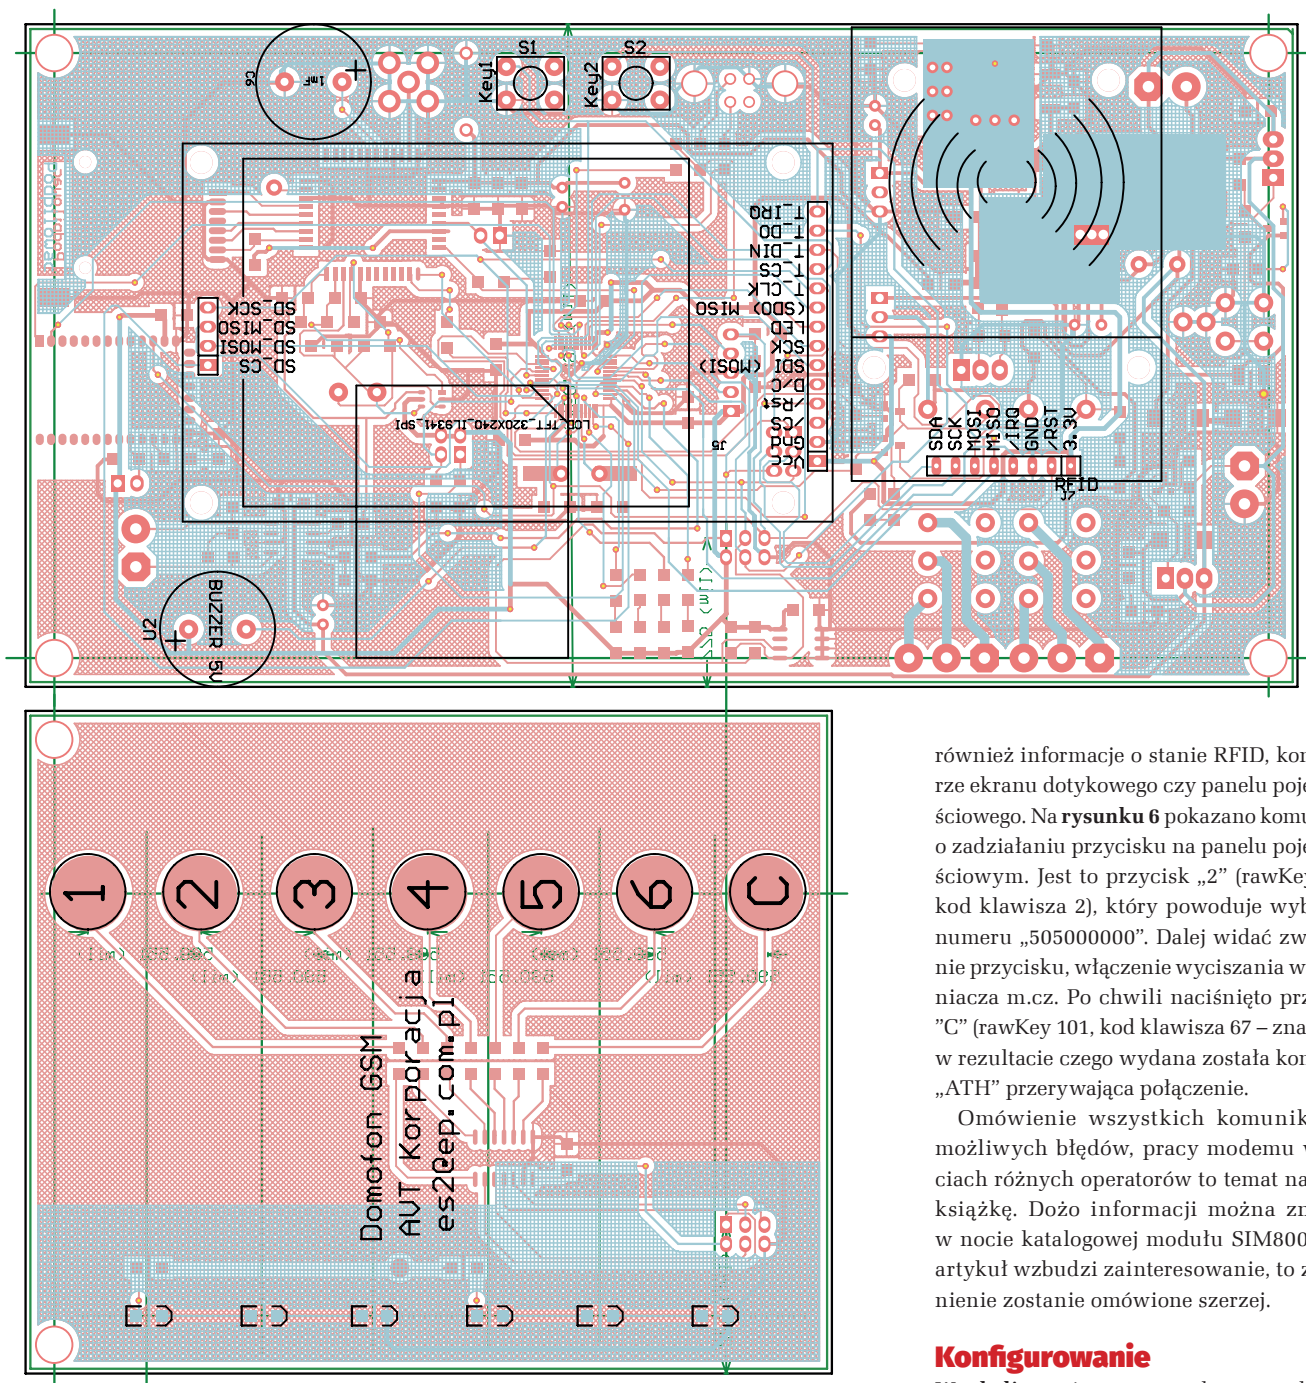 S1
S2
Key1
Key2
C6
1mF
T_IRQ
T_DO
T_DIN
T_CS
T_CLK
(SDO) MISO
LED
SCK
SDI (MOSI)
D/C
/Rst
/CS
Gnd
Vcc
J5
SD_SCK
SD_MISO
SD_MOSI
SD_CS
LCD_TFT_320X240_IL9341_SPI
SDA
SCK
MOSI
MISO
/IRQ
GND
/RST
3.3V
RFID
J7
U2
BUZZER 5V
1
2
3
4
5
6
C
Domofon GSM
AVT Korporacja
es2@ep.com.pl
również informacje o stanie RFID, kon
rze ekranu dotykowego czy panelu poje
ściowego. Na rysunku 6 pokazano komu
o zadziałaniu przycisku na panelu poje
ściowym. Jest to przycisk „2” (rawKey
kod klawisza 2), który powoduje wyb
numeru „505000000”. Dalej widać zw
nie przycisku, włączenie wyciszania w
niacza m.cz. Po chwili naciśnięto prz
”C” (rawKey 101, kod klawisza 67 – zna
w rezultacie czego wydana została kon
„ATH” przerywająca połączenie.
Omówienie wszystkich komunik
możliwych błędów, pracy modemu w
ciach różnych operatorów to temat na
książkę. Dożo informacji można zn
w nocie katalogowej modułu SIM800
artykuł wzbudzi zainteresowanie, to z
nienie zostanie omówione szerzej.
Konfigurowanie